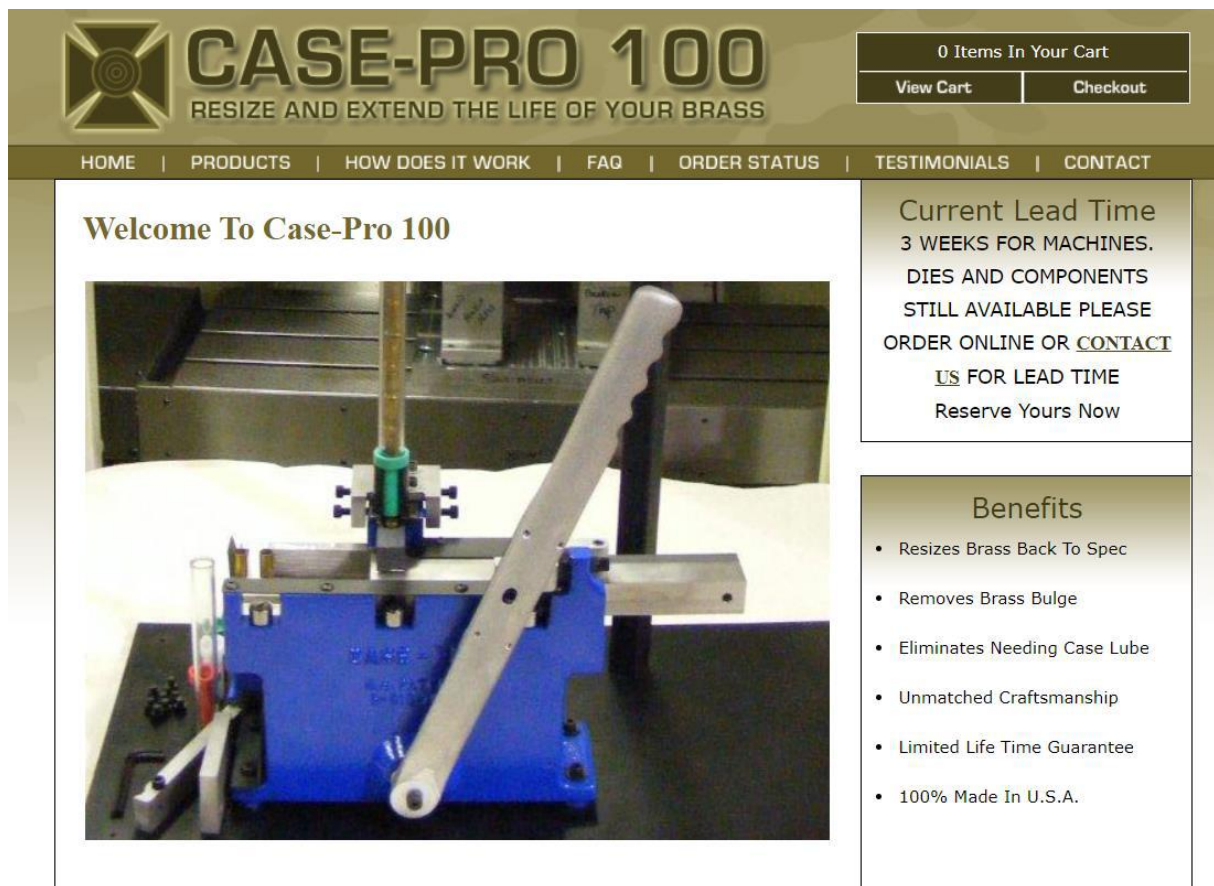 CASE-PRO 100
RESIZE AND EXTEND THE LIFE OF YOUR BRASS
0 Items In Your Cart
View Cart
Checkout
HOME | PRODUCTS | HOW DOES IT WORK | FAQ | ORDER STATUS | TESTIMONIALS | CONTACT
Welcome To Case-Pro 100
Current Lead Time
3 WEEKS FOR MACHINES.
DIES AND COMPONENTS
STILL AVAILABLE PLEASE
ORDER ONLINE OR CONTACT
US FOR LEAD TIME
Reserve Yours Now
Benefits
• Resizes Brass Back To Spec
• Removes Brass Bulge
• Eliminates Needing Case Lube
• Unmatched Craftsmanship
• Limited Life Time Guarantee
• 100% Made In U.S.A.